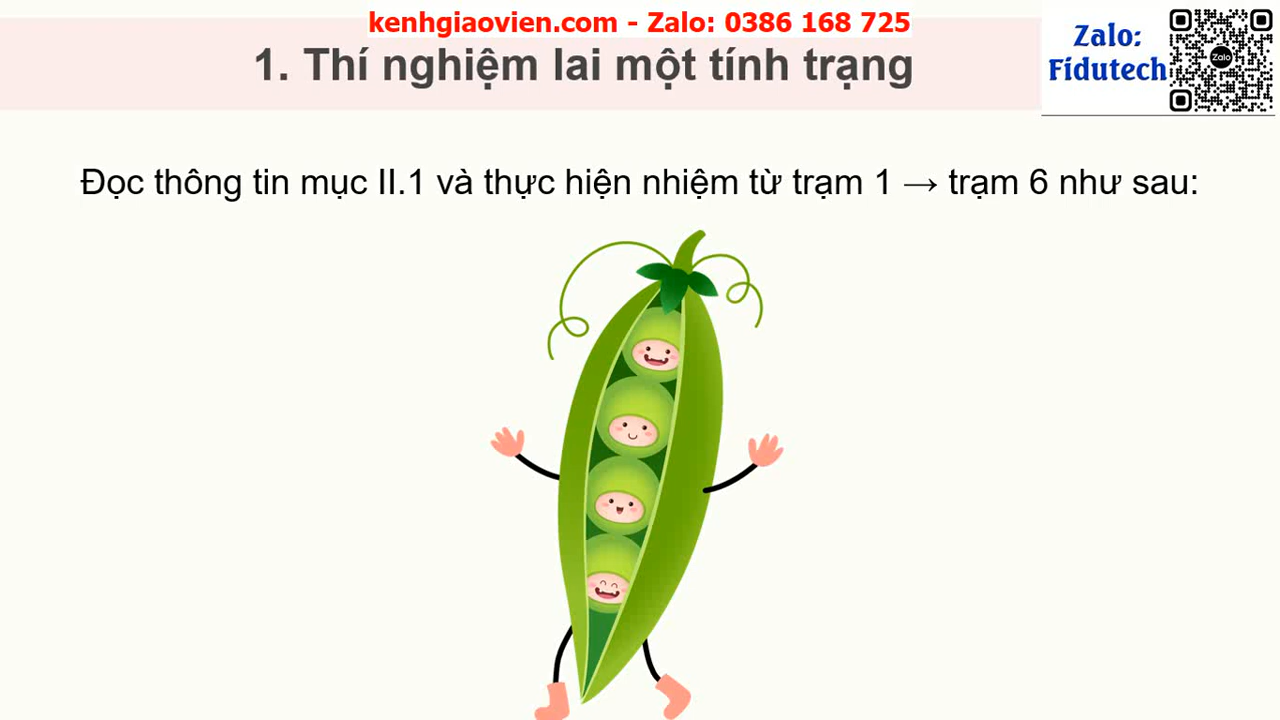 kenhgiaovien.com - Zalo: 0386 168 725
1. Thí nghiệm lai một tính trạng
Zalo:
Fidutech
Zalo
Đọc thông tin mục II.1 và thực hiện nhiệm từ trạm 1 → trạm 6 như sau: